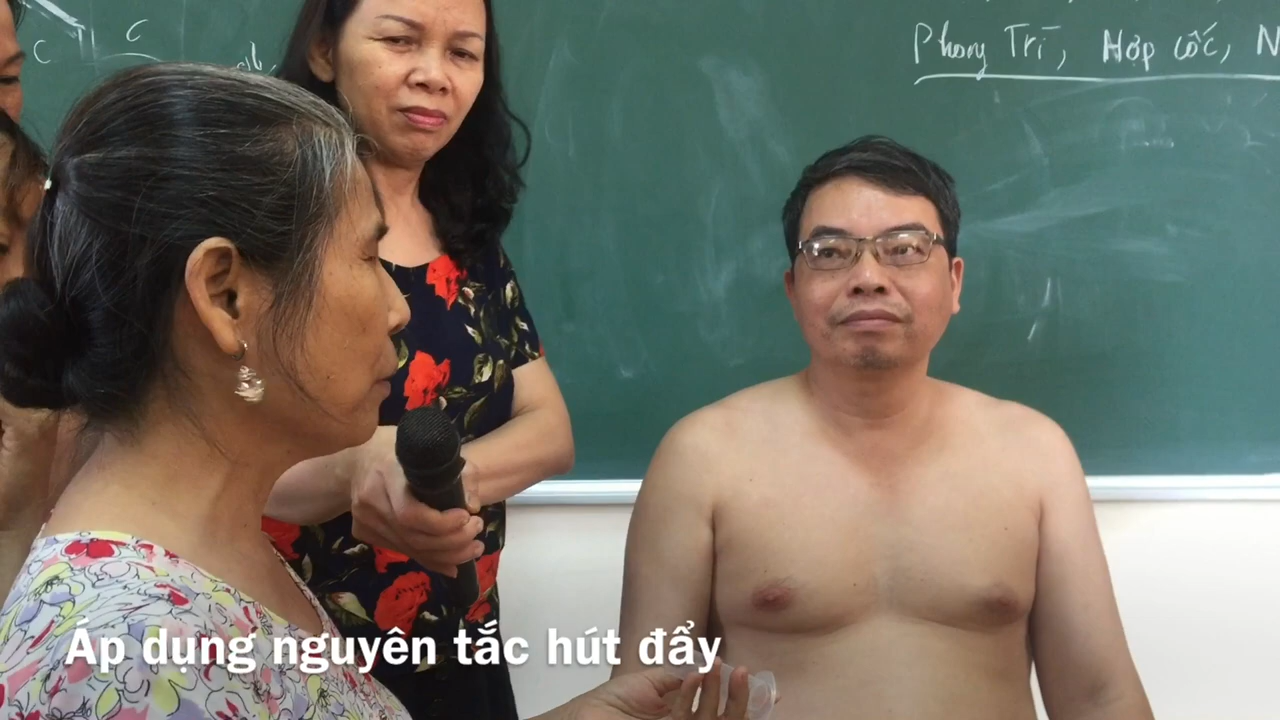 C
C
Phong Trì, Hợp cốc, N
Áp dụng nguyên tắc hút đẩy